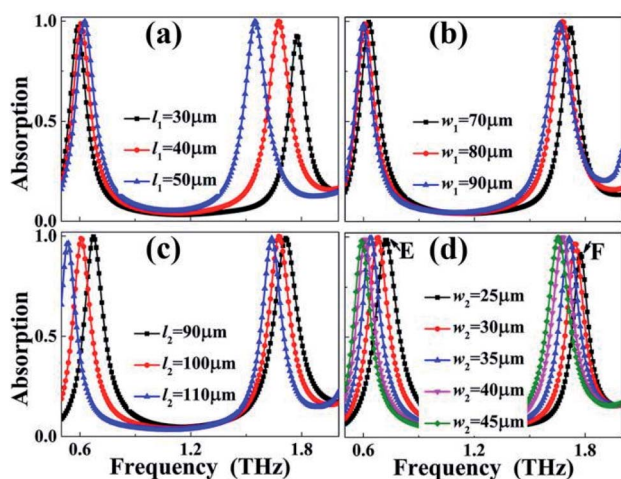 (a)
l₁=30μm
l₁=40μm
l₁=50μm
Absorption
1.0
0.5
0.0
(b)
w₁=70μm
w₁=80μm
w₁=90μm
(c)
l₂=90μm
l₂=100μm
l₂=110μm
Absorption
1.0
0.5
0.0
0.6
1.2
1.8
Frequency (THz)
(d)
E
F
w₂=25μm
w₂=30μm
w₂=35μm
w₂=40μm
w₂=45μm
0.6
1.2
1.8
Frequency (THz)